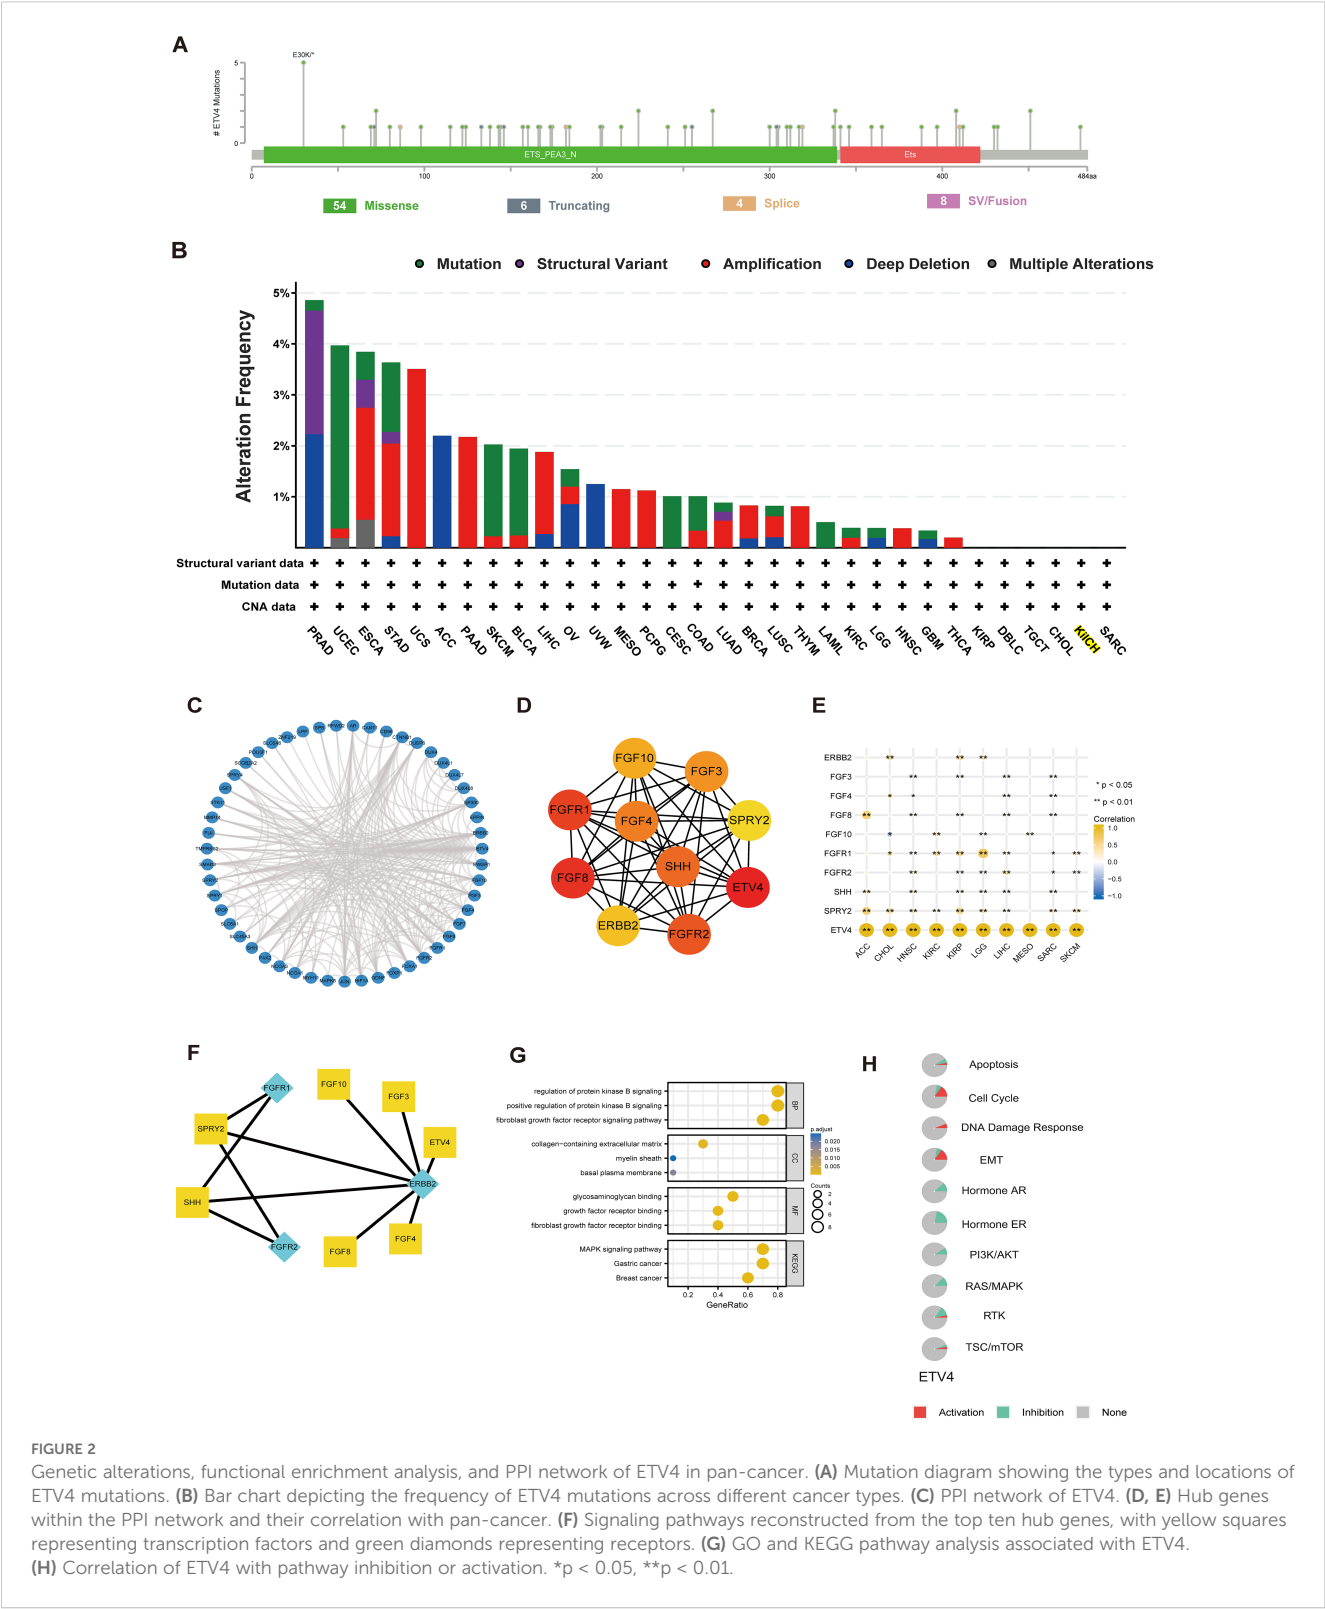 A
E30K/*
# ETV4 Mutations
5
0
ETS_PEA3_N
Ets
0
100
200
300
400
484aa
54 Missense
6 Truncating
4 Splice
8 SV/Fusion
B
Mutation
Structural Variant
Amplification
Deep Deletion
Multiple Alterations
Alteration Frequency
5%
4%
3%
2%
1%
Structural variant data
Mutation data
CNA data
PRAD
UCEC
ESCA
STAD
UCS
ACC
PAAD
SKCM
BLCA
LIHC
OV
UVW
MESO
PCPG
CESC
COAD
LUAD
BRCA
LUSC
THYM
LAML
KIRC
LGG
HNSC
GBM
THCA
KIRP
DBLC
TGCT
CHOL
KiICH
SARC
C
D
FGF10
FGF3
FGFR1
FGF4
SPRY2
SHH
FGF8
ETV4
ERBB2
FGFR2
E
ERBB2
FGF3
FGF4
FGF8
FGF10
FGFR1
FGFR2
SHH
SPRY2
ETV4
ACC
CHOL
HNSC
KIRC
KIRP
LGG
LIHC
MESO
SARC
SKCM
* p < 0.05
** p < 0.01
Correlation
1.0
0.5
0.0
−0.5
−1.0
F
FGFR1
FGF10
FGF3
SPRY2
ETV4
ERBB2
SHH
FGF4
FGFR2
FGF8
G
regulation of protein kinase B signaling
positive regulation of protein kinase B signaling
fibroblast growth factor receptor signaling pathway
BP
collagen−containing extracellular matrix
myelin sheath
basal plasma membrane
CC
glycosaminoglycan binding
growth factor receptor binding
fibroblast growth factor receptor binding
MF
MAPK signaling pathway
Gastric cancer
Breast cancer
KEGG
0.2
0.4
0.6
0.8
GeneRatio
p.adjust
0.020
0.015
0.010
0.005
Counts
2
4
6
8
H
Apoptosis
Cell Cycle
DNA Damage Response
EMT
Hormone AR
Hormone ER
PI3K/AKT
RAS/MAPK
RTK
TSC/mTOR
ETV4
Activation
Inhibition
None
FIGURE 2
Genetic alterations, functional enrichment analysis, and PPI network of ETV4 in pan-cancer. (A) Mutation diagram showing the types and locations of
ETV4 mutations. (B) Bar chart depicting the frequency of ETV4 mutations across different cancer types. (C) PPI network of ETV4. (D, E) Hub genes
within the PPI network and their correlation with pan-cancer. (F) Signaling pathways reconstructed from the top ten hub genes, with yellow squares
representing transcription factors and green diamonds representing receptors. (G) GO and KEGG pathway analysis associated with ETV4.
(H) Correlation of ETV4 with pathway inhibition or activation. *p < 0.05, **p < 0.01.